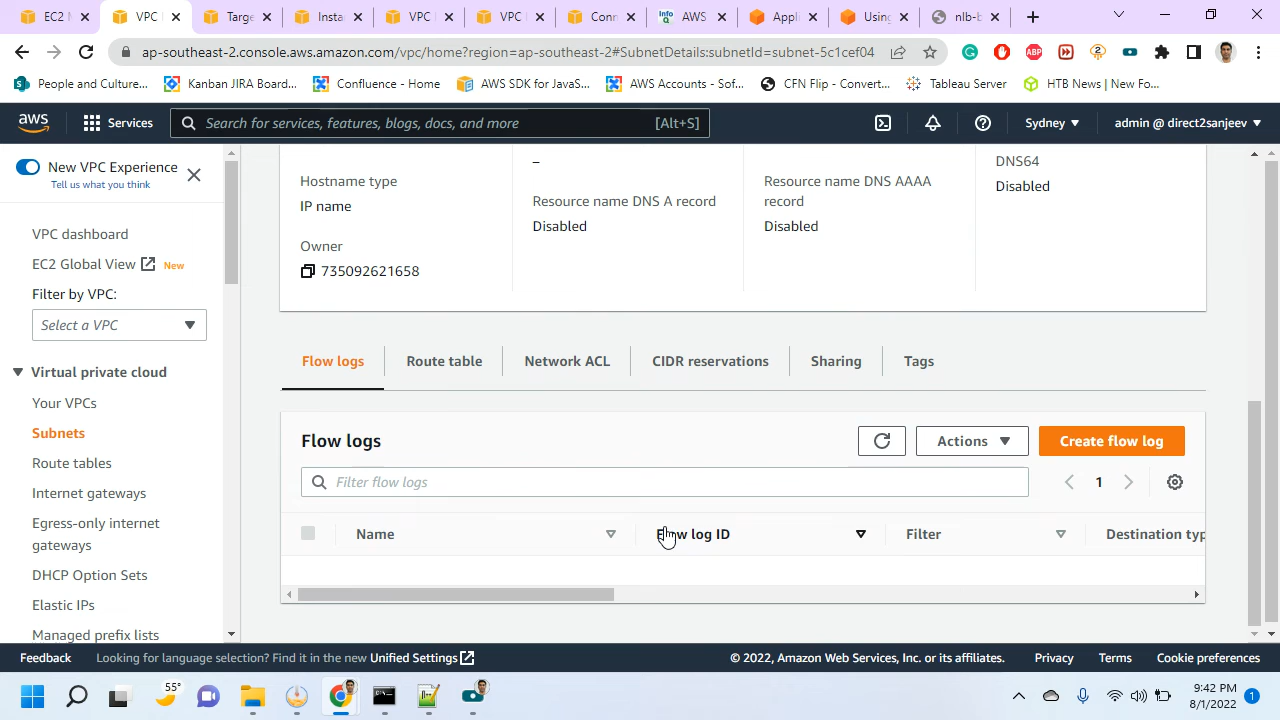 EC2 M
VPC |
Targe
Insta
VPC |
VPC |
Conn
Info
AWS
Appl
Using
nlb-b
ap-southeast-2.console.aws.amazon.com/vpc/home?region=ap-southeast-2#SubnetDetails:subnetId=subnet-5c1cef04
ABP
People and Culture...
Kanban JIRA Board...
Confluence - Home
AWS SDK for JavaS...
AWS Accounts - Sof...
CFN Flip - Convert...
Tableau Server
HTB News | New Fo...
aws
Services
Search for services, features, blogs, docs, and more
[Alt+S]
Sydney
admin @ direct2sanjeev
New VPC Experience
Tell us what you think
VPC dashboard
EC2 Global View
New
Filter by VPC:
Select a VPC
Virtual private cloud
Your VPCs
Subnets
Route tables
Internet gateways
Egress-only internet
gateways
DHCP Option Sets
Elastic IPs
Managed prefix lists
Hostname type
IP name
Owner
735092621658
–
Resource name DNS A record
Disabled
Resource name DNS AAAA
record
Disabled
DNS64
Disabled
Flow logs
Route table
Network ACL
CIDR reservations
Sharing
Tags
Flow logs
Actions
Create flow log
Filter flow logs
1
Name
Flow log ID
Filter
Destination typ
Feedback
Looking for language selection? Find it in the new Unified Settings
© 2022, Amazon Web Services, Inc. or its affiliates.
Privacy
Terms
Cookie preferences
55°
9:42 PM
8/1/2022
1